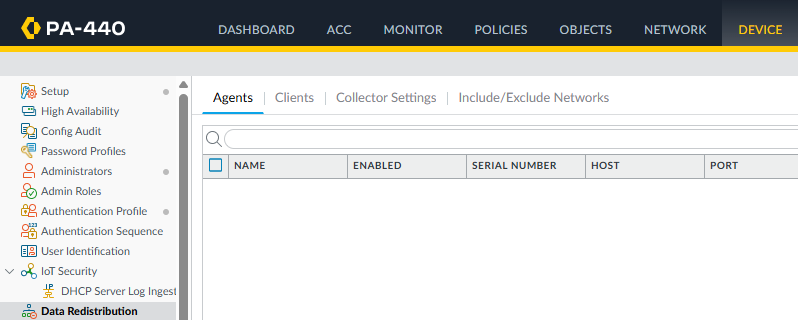 PA-440 DASHBOARD ACC MONITOR POLICIES OBJECTS NETWORK DEVICE
Setup
High Availability
Config Audit
Password Profiles
Administrators
Admin Roles
Authentication Profile
Authentication Sequence
User Identification
IoT Security
DHCP Server Log Ingest
Data Redistribution
Agents Clients Collector Settings Include/Exclude Networks
NAME ENABLED SERIAL NUMBER HOST PORT